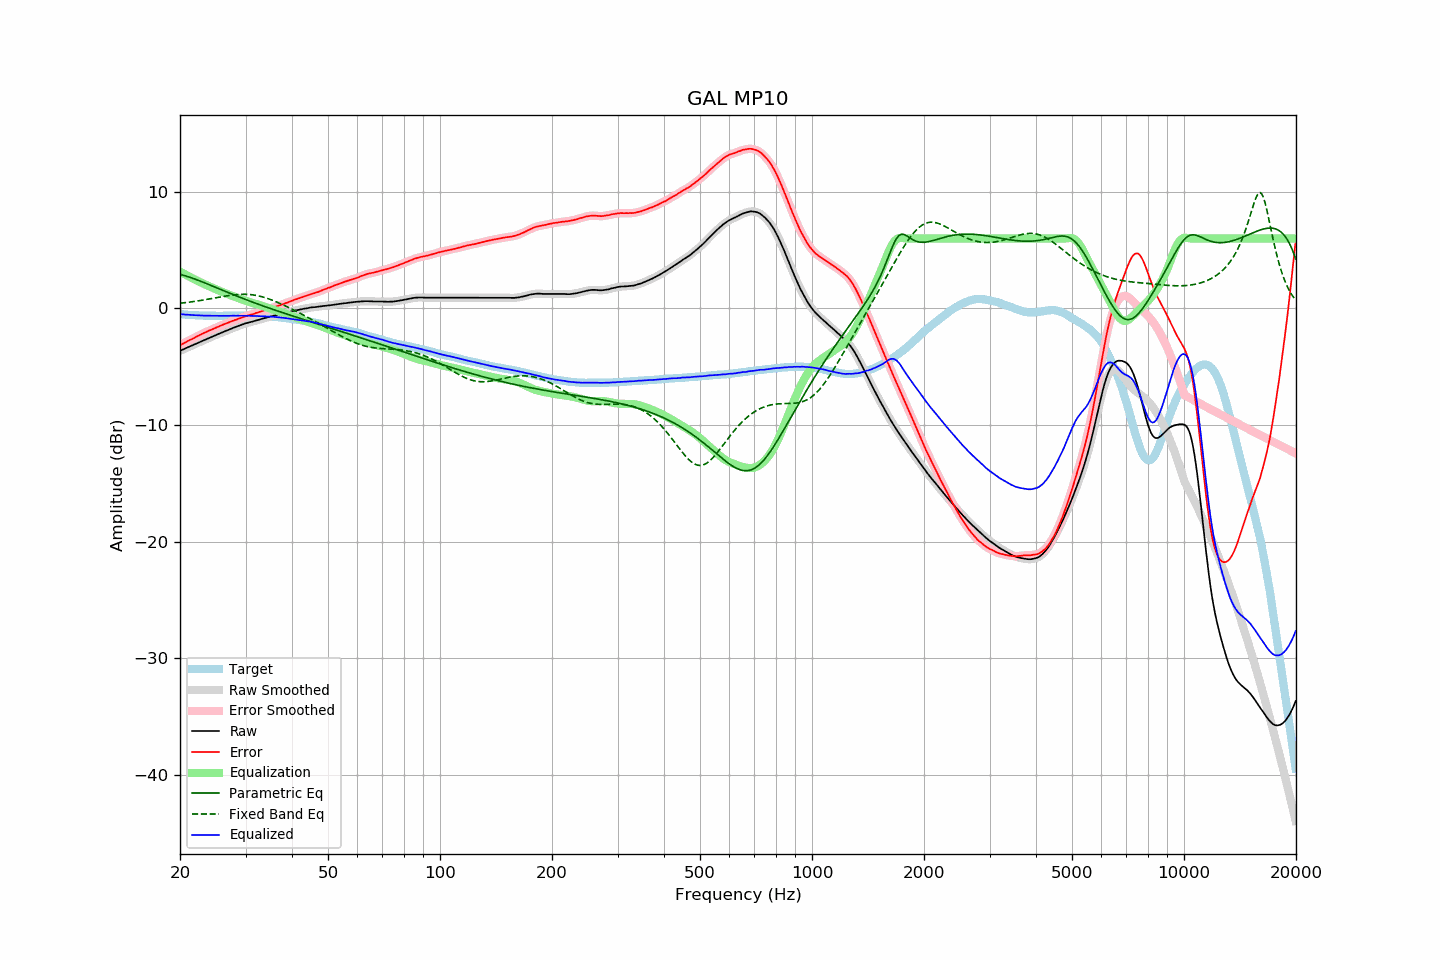 GAL MP10
Amplitude (dBr)
10
0
−10
−20
−30
−40
Target
Raw Smoothed
Error Smoothed
Raw
Error
Equalization
Parametric Eq
Fixed Band Eq
Equalized
20 50 100 200 500 1000 2000 5000 10000 20000
Frequency (Hz)